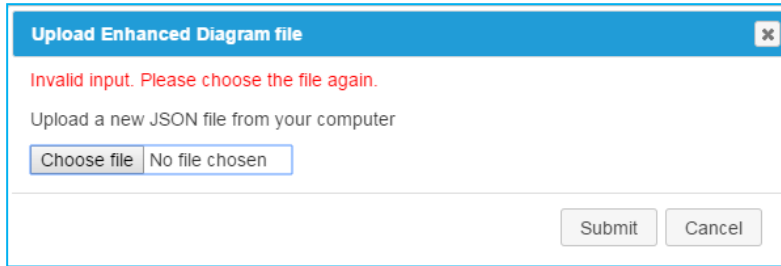 Upload Enhanced Diagram file
Invalid input. Please choose the file again.
Upload a new JSON file from your computer
Choose file No file chosen
Submit Cancel